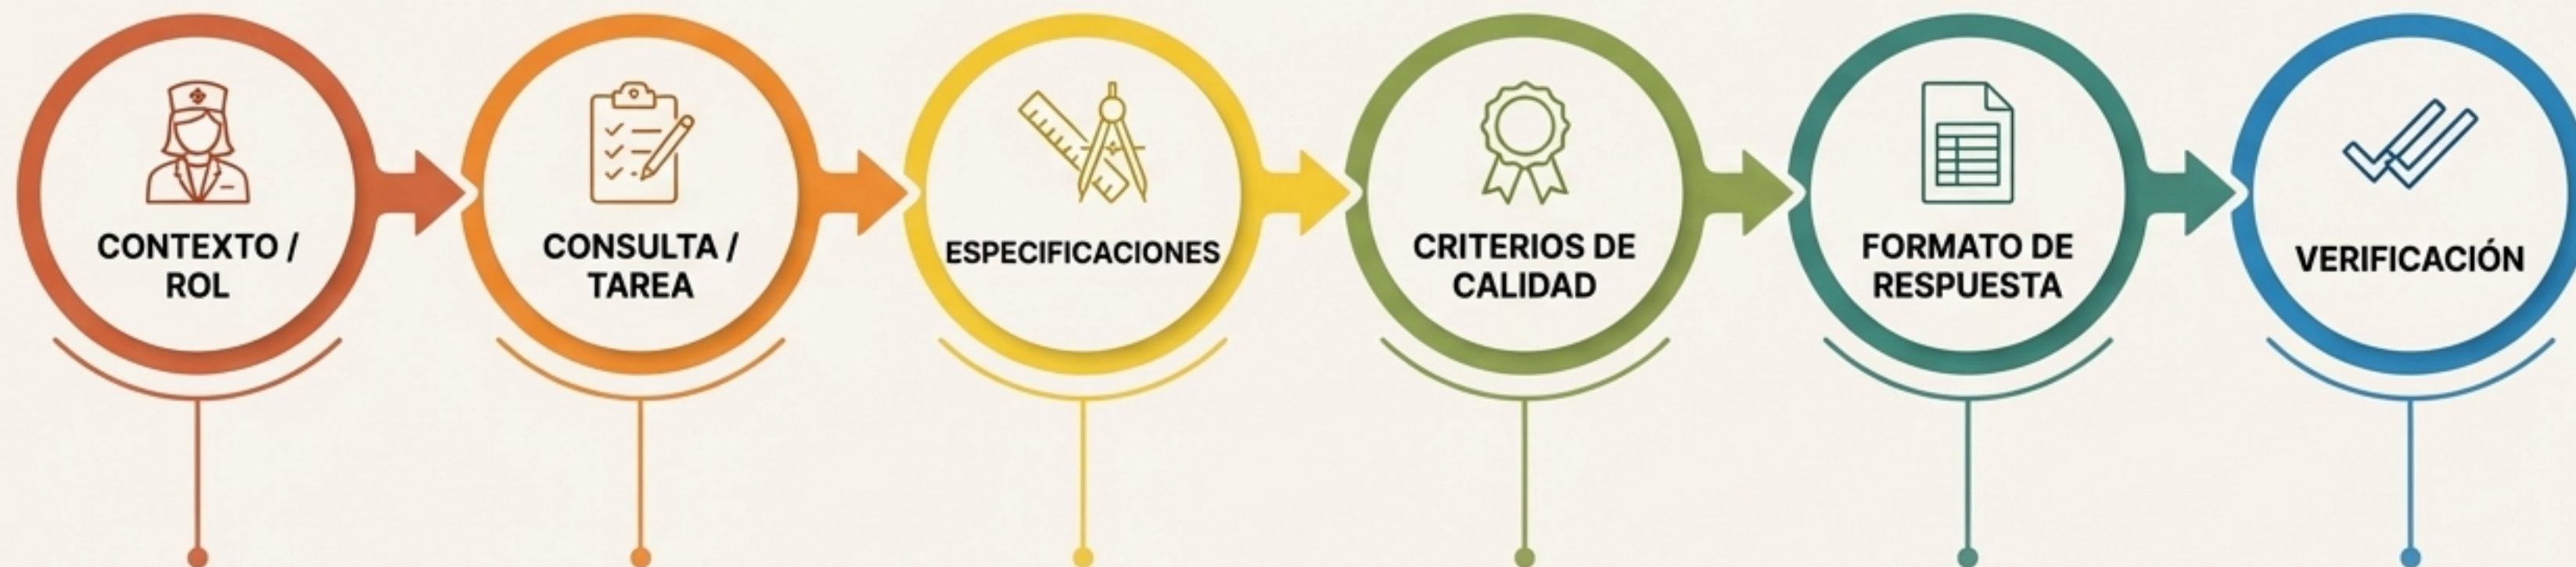 CONTEXTO /
ROL
CONSULTA /
TAREA
ESPECIFICACIONES
CRITERIOS DE
CALIDAD
FORMATO DE
RESPUESTA
VERIFICACIÓN